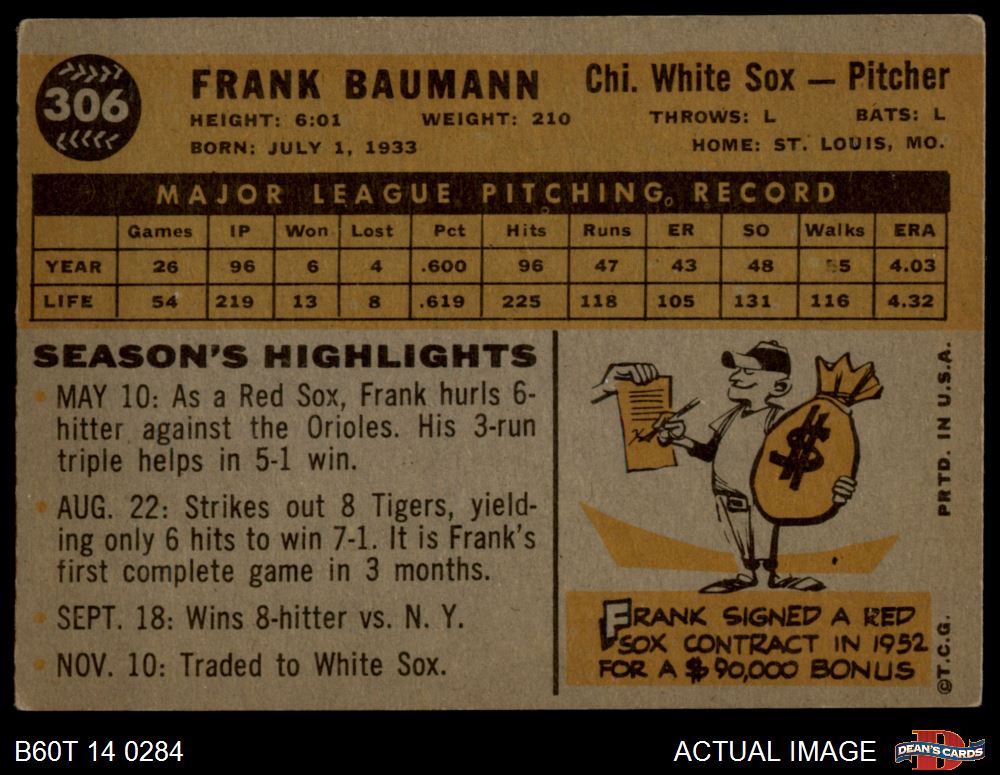 306
FRANK BAUMANN Chi. White Sox — Pitcher
HEIGHT: 6:01 WEIGHT: 210 THROWS: L BATS: L
BORN: JULY 1, 1933 HOME: ST. LOUIS, MO.
MAJOR LEAGUE PITCHING RECORD
Games IP Won Lost Pct Hits Runs ER SO Walks ERA
YEAR 26 96 6 4 .600 96 47 43 48 55 4.03
LIFE 54 219 13 8 .619 225 118 105 131 116 4.32
SEASON'S HIGHLIGHTS
• MAY 10: As a Red Sox, Frank hurls 6-
hitter against the Orioles. His 3-run
triple helps in 5-1 win.
• AUG. 22: Strikes out 8 Tigers, yield-
ing only 6 hits to win 7-1. It is Frank's
first complete game in 3 months.
• SEPT. 18: Wins 8-hitter vs. N. Y.
• NOV. 10: Traded to White Sox.
$
FRANK SIGNED A RED
SOX CONTRACT IN 1952
FOR A $90,000 BONUS
©T.C.G. PRTD. IN U.S.A.
B60T 14 0284 ACTUAL IMAGE DEAN'S CARDS